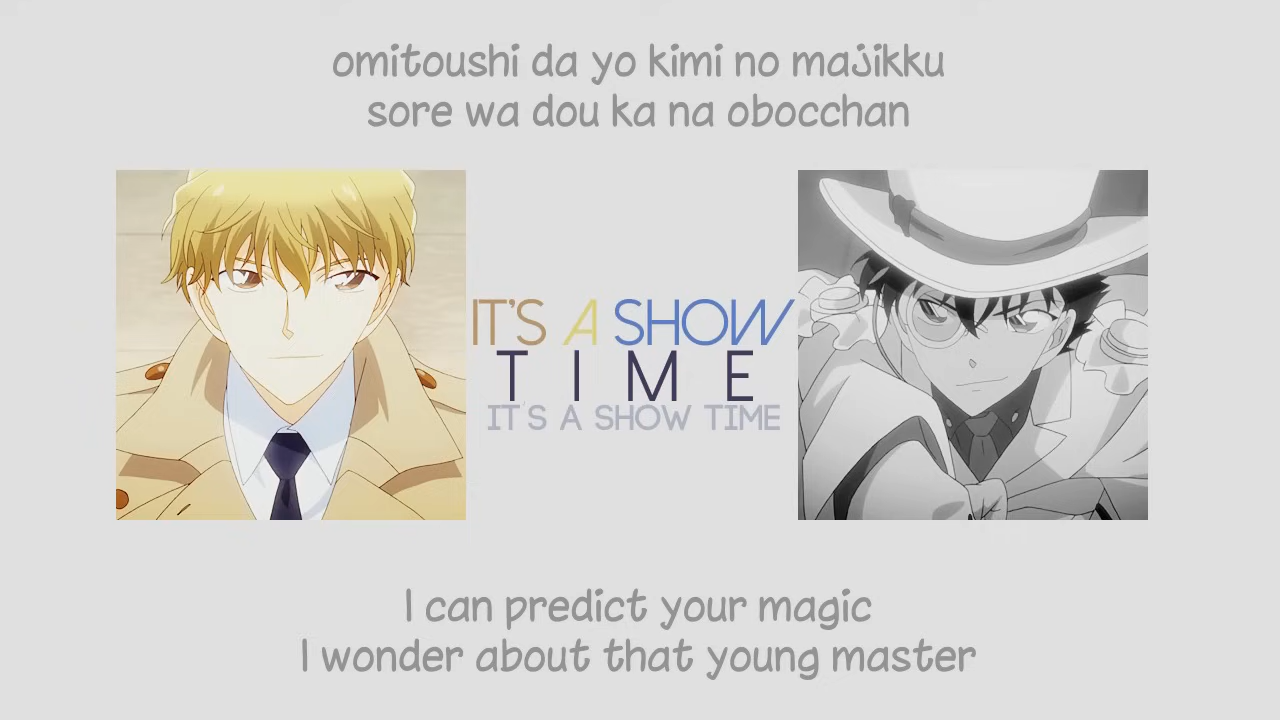 omitoushi da yo kimi no majikku
sore wa dou ka na obocchan
IT'S A SHOW
TIME
IT'S A SHOW TIME
I can predict your magic
I wonder about that young master